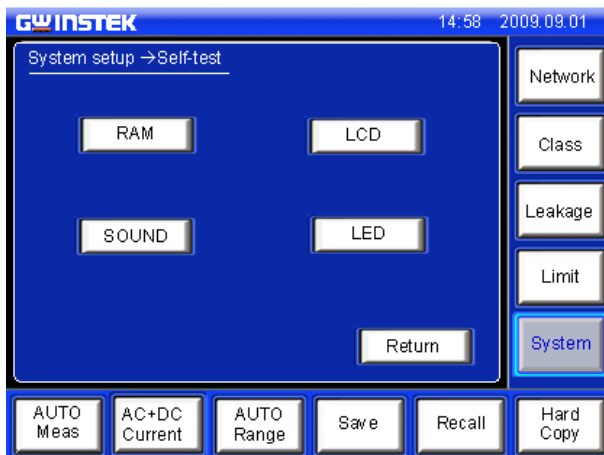 GWINSTEK 14:58 2009.09.01
System setup →Self-test
RAM
LCD
SOUND
LED
Return
Network
Class
Leakage
Limit
System
AUTO
Meas
AC+DC
Current
AUTO
Range
Save
Recall
Hard
Copy